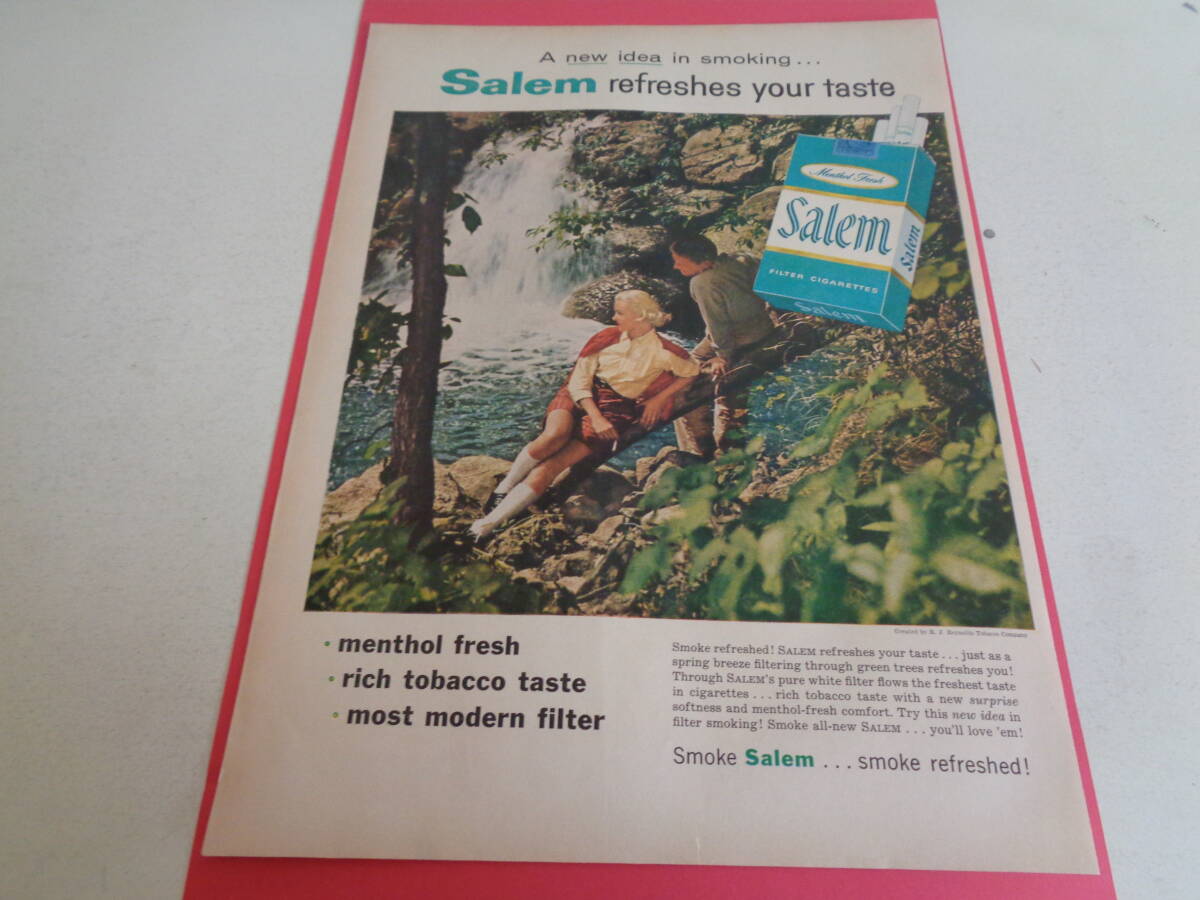 A new idea in smoking...
Salem refreshes your taste
Menthol Fresh
Salem
FILTER CIGARETTES
Salem
Salem
Created by R. J. Reynolds Tobacco Company
• menthol fresh
• rich tobacco taste
• most modern filter
Smoke refreshed! SALEM refreshes your taste... just as a
spring breeze filtering through green trees refreshes you!
Through SALEM's pure white filter flows the freshest taste
in cigarettes... rich tobacco taste with a new surprise
softness and menthol-fresh comfort. Try this new idea in
filter smoking! Smoke all-new SALEM... you'll love 'em!
Smoke Salem ... smoke refreshed!